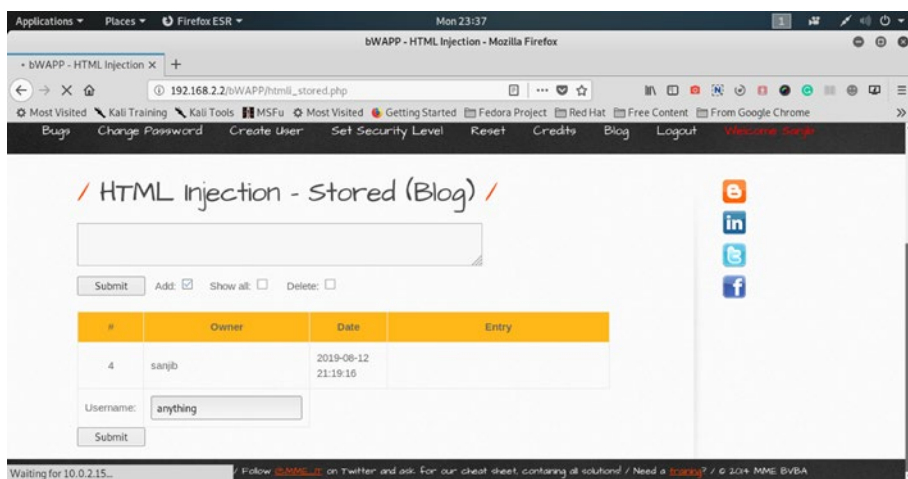 Applications Places Firefox ESR Mon 23:37 1
bWAPP - HTML Injection - Mozilla Firefox
bWAPP - HTML Injection × +
192.168.2.2/bWAPP/htmli_stored.php
Most Visited Kali Training Kali Tools MSFu Most Visited Getting Started Fedora Project Red Hat Free Content From Google Chrome »
Bugs Change Password Create User Set Security Level Reset Credits Blog Logout Welcome Sanjib
/ HTML Injection - Stored (Blog) /
Submit Add: Show all: Delete:
# Owner Date Entry
4 sanjib 2019-08-12
21:19:16
Username: anything
Submit
Waiting for 10.0.2.15...
/ Follow @MME_IT on Twitter and ask for our cheat sheet, containing all solutions! / Need a training? / © 2014 MME BVBA